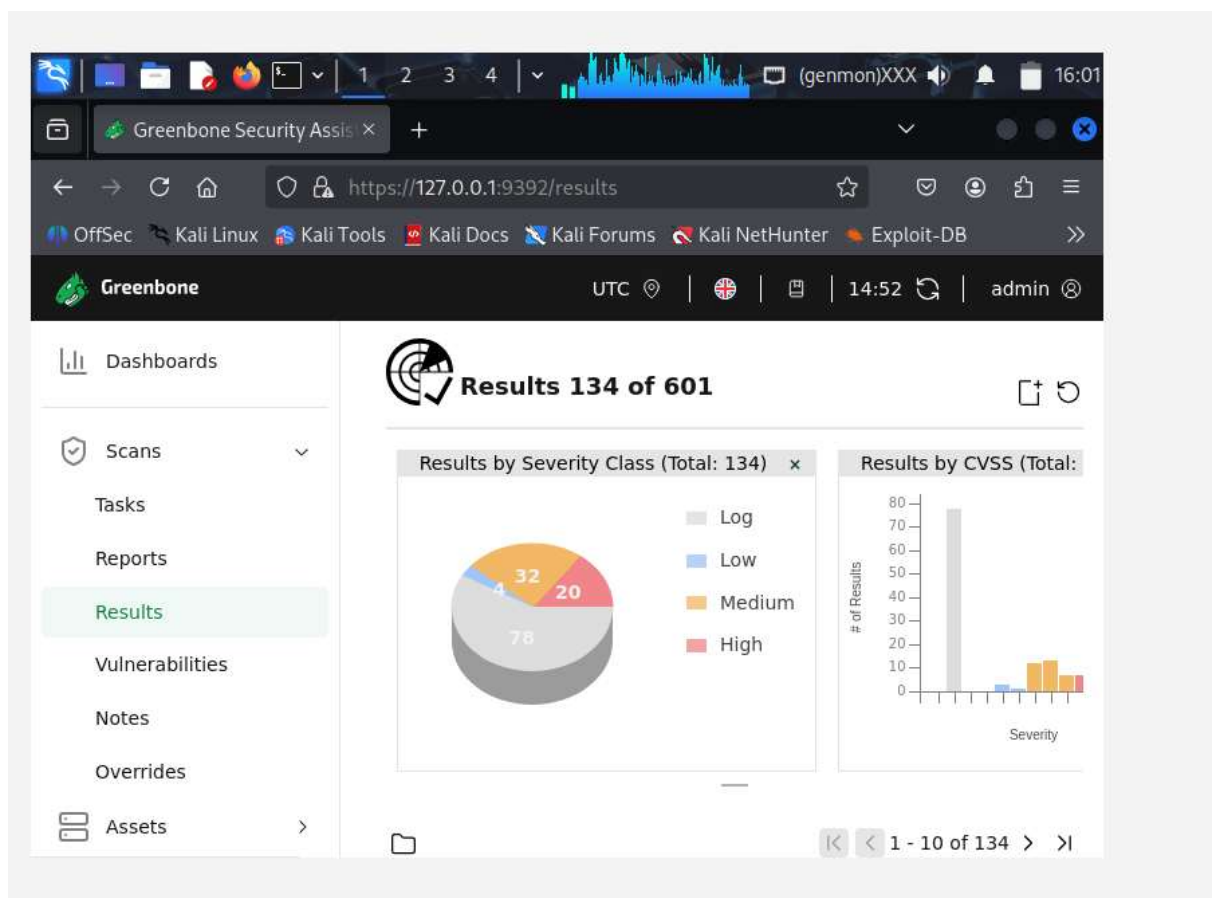 1 2 3 4 (genmon)XXX 16:01
Greenbone Security Assis
https://127.0.0.1:9392/results
OffSec Kali Linux Kali Tools Kali Docs Kali Forums Kali NetHunter Exploit-DB
Greenbone UTC 14:52 admin
Dashboards
Scans
Tasks
Reports
Results
Vulnerabilities
Notes
Overrides
Assets
Results 134 of 601
Results by Severity Class (Total: 134) ×
32
4
20
78
Log
Low
Medium
High
Results by CVSS (Total:
80
70
60
50
40
30
20
10
0
# of Results
Severity
1 - 10 of 134